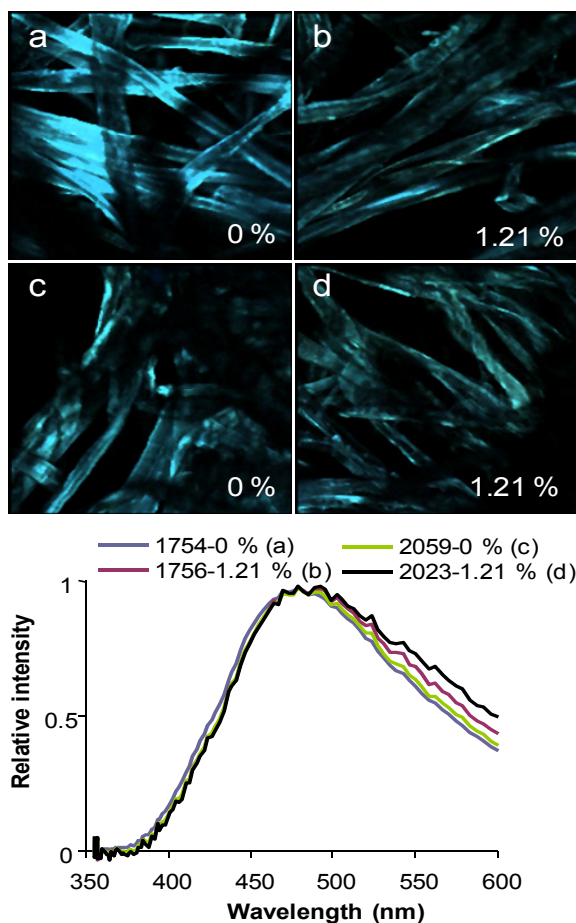 a
b
0 %
1.21 %
c
d
0 %
1.21 %
1754-0 % (a)
2059-0 % (c)
1756-1.21 % (b)
2023-1.21 % (d)
1
0.5
0
Relative intensity
350
400
450
500
550
600
Wavelength (nm)